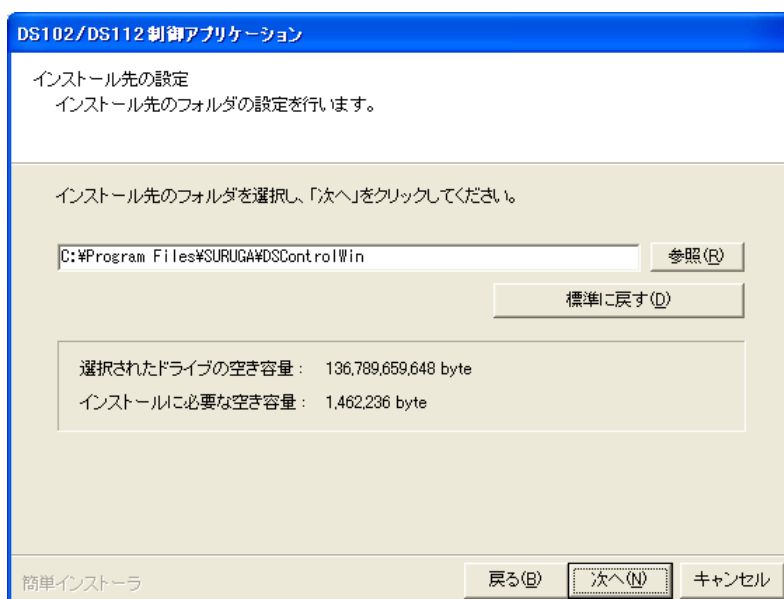 DS102/DS112制御アプリケーション
インストール先の設定
インストール先のフォルダの設定を行います。
インストール先のフォルダを選択し、「次へ」をクリックしてください。
C:¥Program Files¥SURUGA¥DSControlWin
参照(R)
標準に戻す(D)
選択されたドライブの空き容量： 136,789,659,648 byte
インストールに必要な空き容量： 1,462,236 byte
簡単インストーラ
戻る(B) 次へ(N) キャンセル